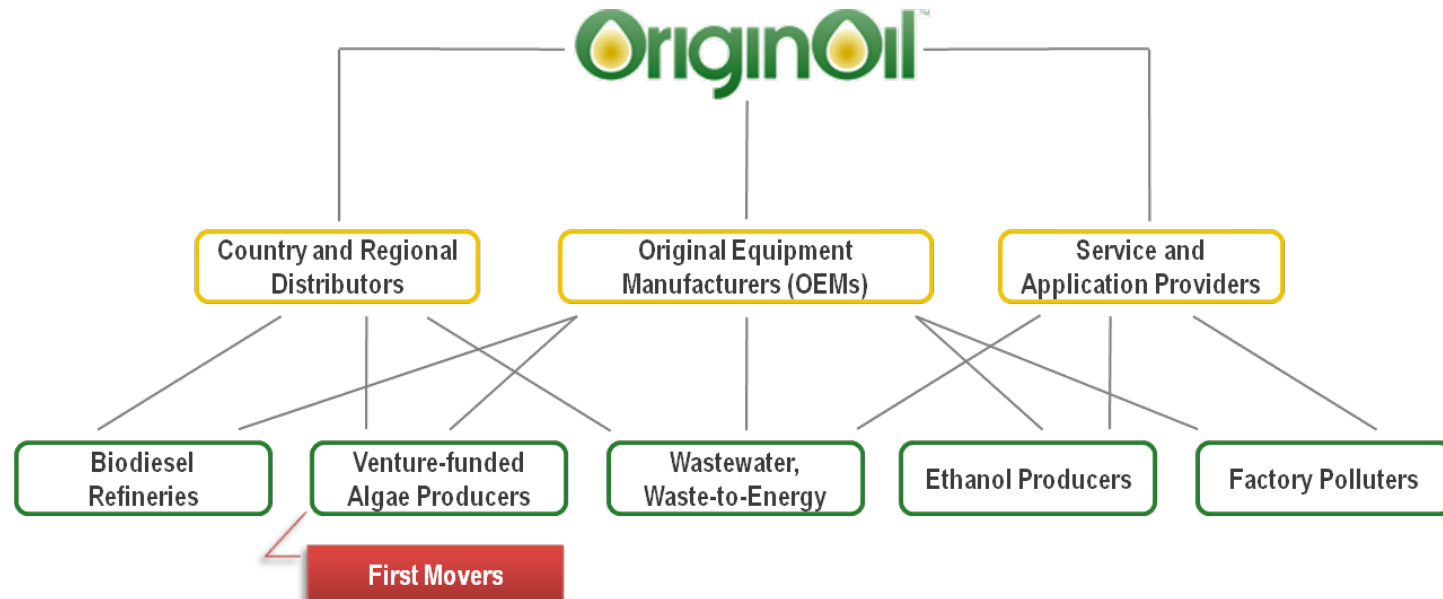 OriginOil™
Country and Regional
Distributors
Original Equipment
Manufacturers (OEMs)
Service and
Application Providers
Biodiesel
Refineries
Venture-funded
Algae Producers
Wastewater,
Waste-to-Energy
Ethanol Producers
Factory Polluters
First Movers